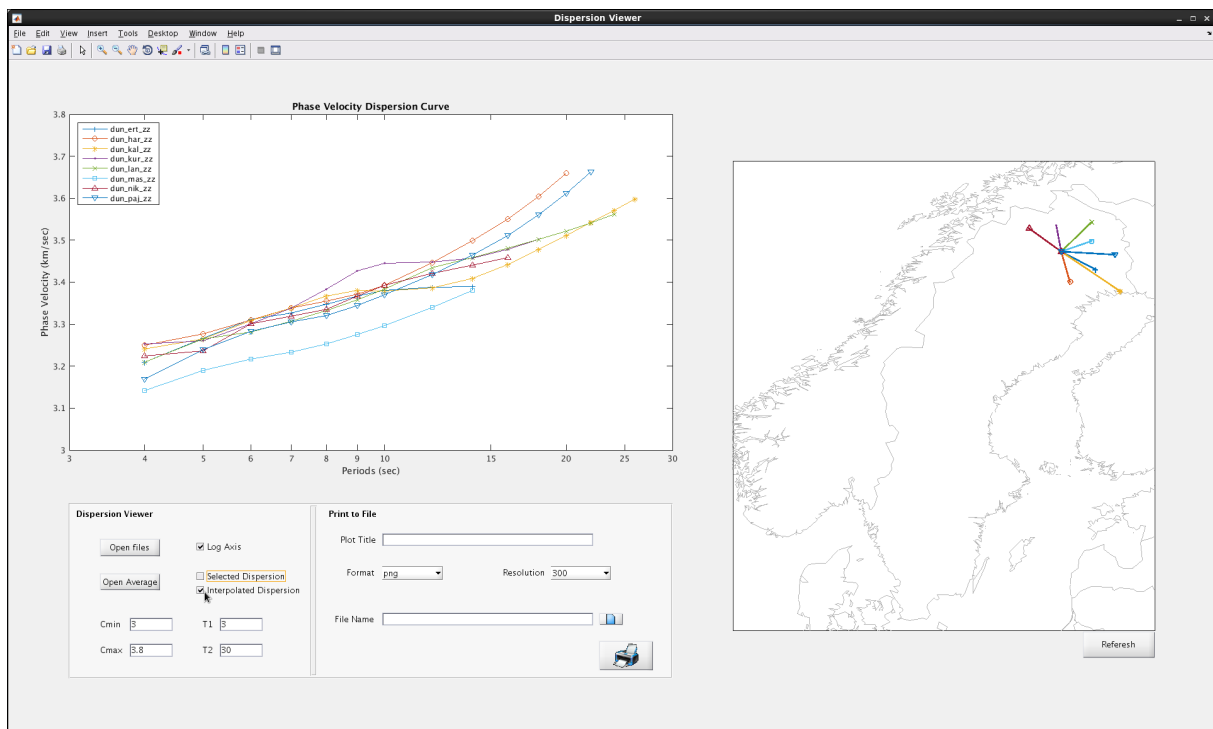 Dispersion Viewer
File Edit View Insert Tools Desktop Window Help
Phase Velocity Dispersion Curve
3.8
3.7
3.6
3.5
3.4
3.3
3.2
3.1
3
Phase Velocity (km/sec)
dun_ert_zz
dun_har_zz
dun_kal_zz
dun_kur_zz
dun_lan_zz
dun_mas_zz
dun_nik_zz
dun_paj_zz
3 4 5 6 7 8 9 10 15 20 25 30
Periods (sec)
Dispersion Viewer
Open files
Log Axis
Open Average
Selected Dispersion
Interpolated Dispersion
Cmin 3 T1 3
Cmax 3.8 T2 30
Print to File
Plot Title
Format png Resolution 300
File Name
Referesh